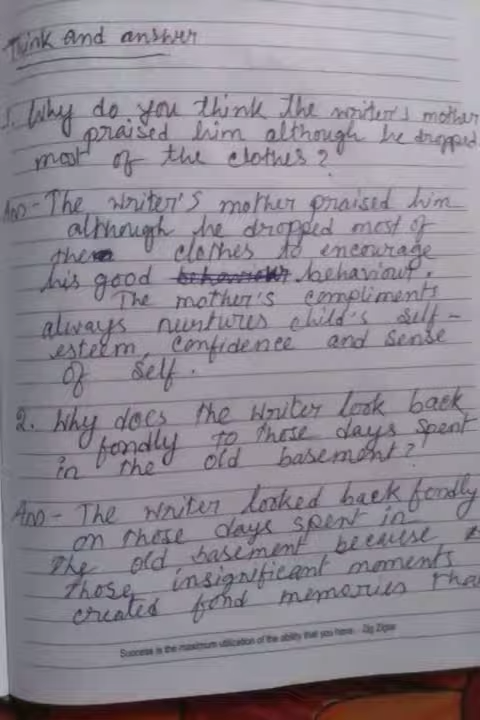 Think and answer
1. Why do you think the writer's mother
praised him although he dropped
most of the clothes?
Ans - The writer's mother praised him
although he dropped most of
the clothes to encourage
his good behaviour.
The mother's compliments
always nurtures child's self-
esteem, confidence and sense
of self.
2. Why does the writer look back
fondly to those days spent
in the old basement?
Ans - The writer looked back fondly
on those days spent in
the old basement because
those insignificant moments
created fond memories tha
Success is the maximum utilization of the ability that you have. Zig Ziglar